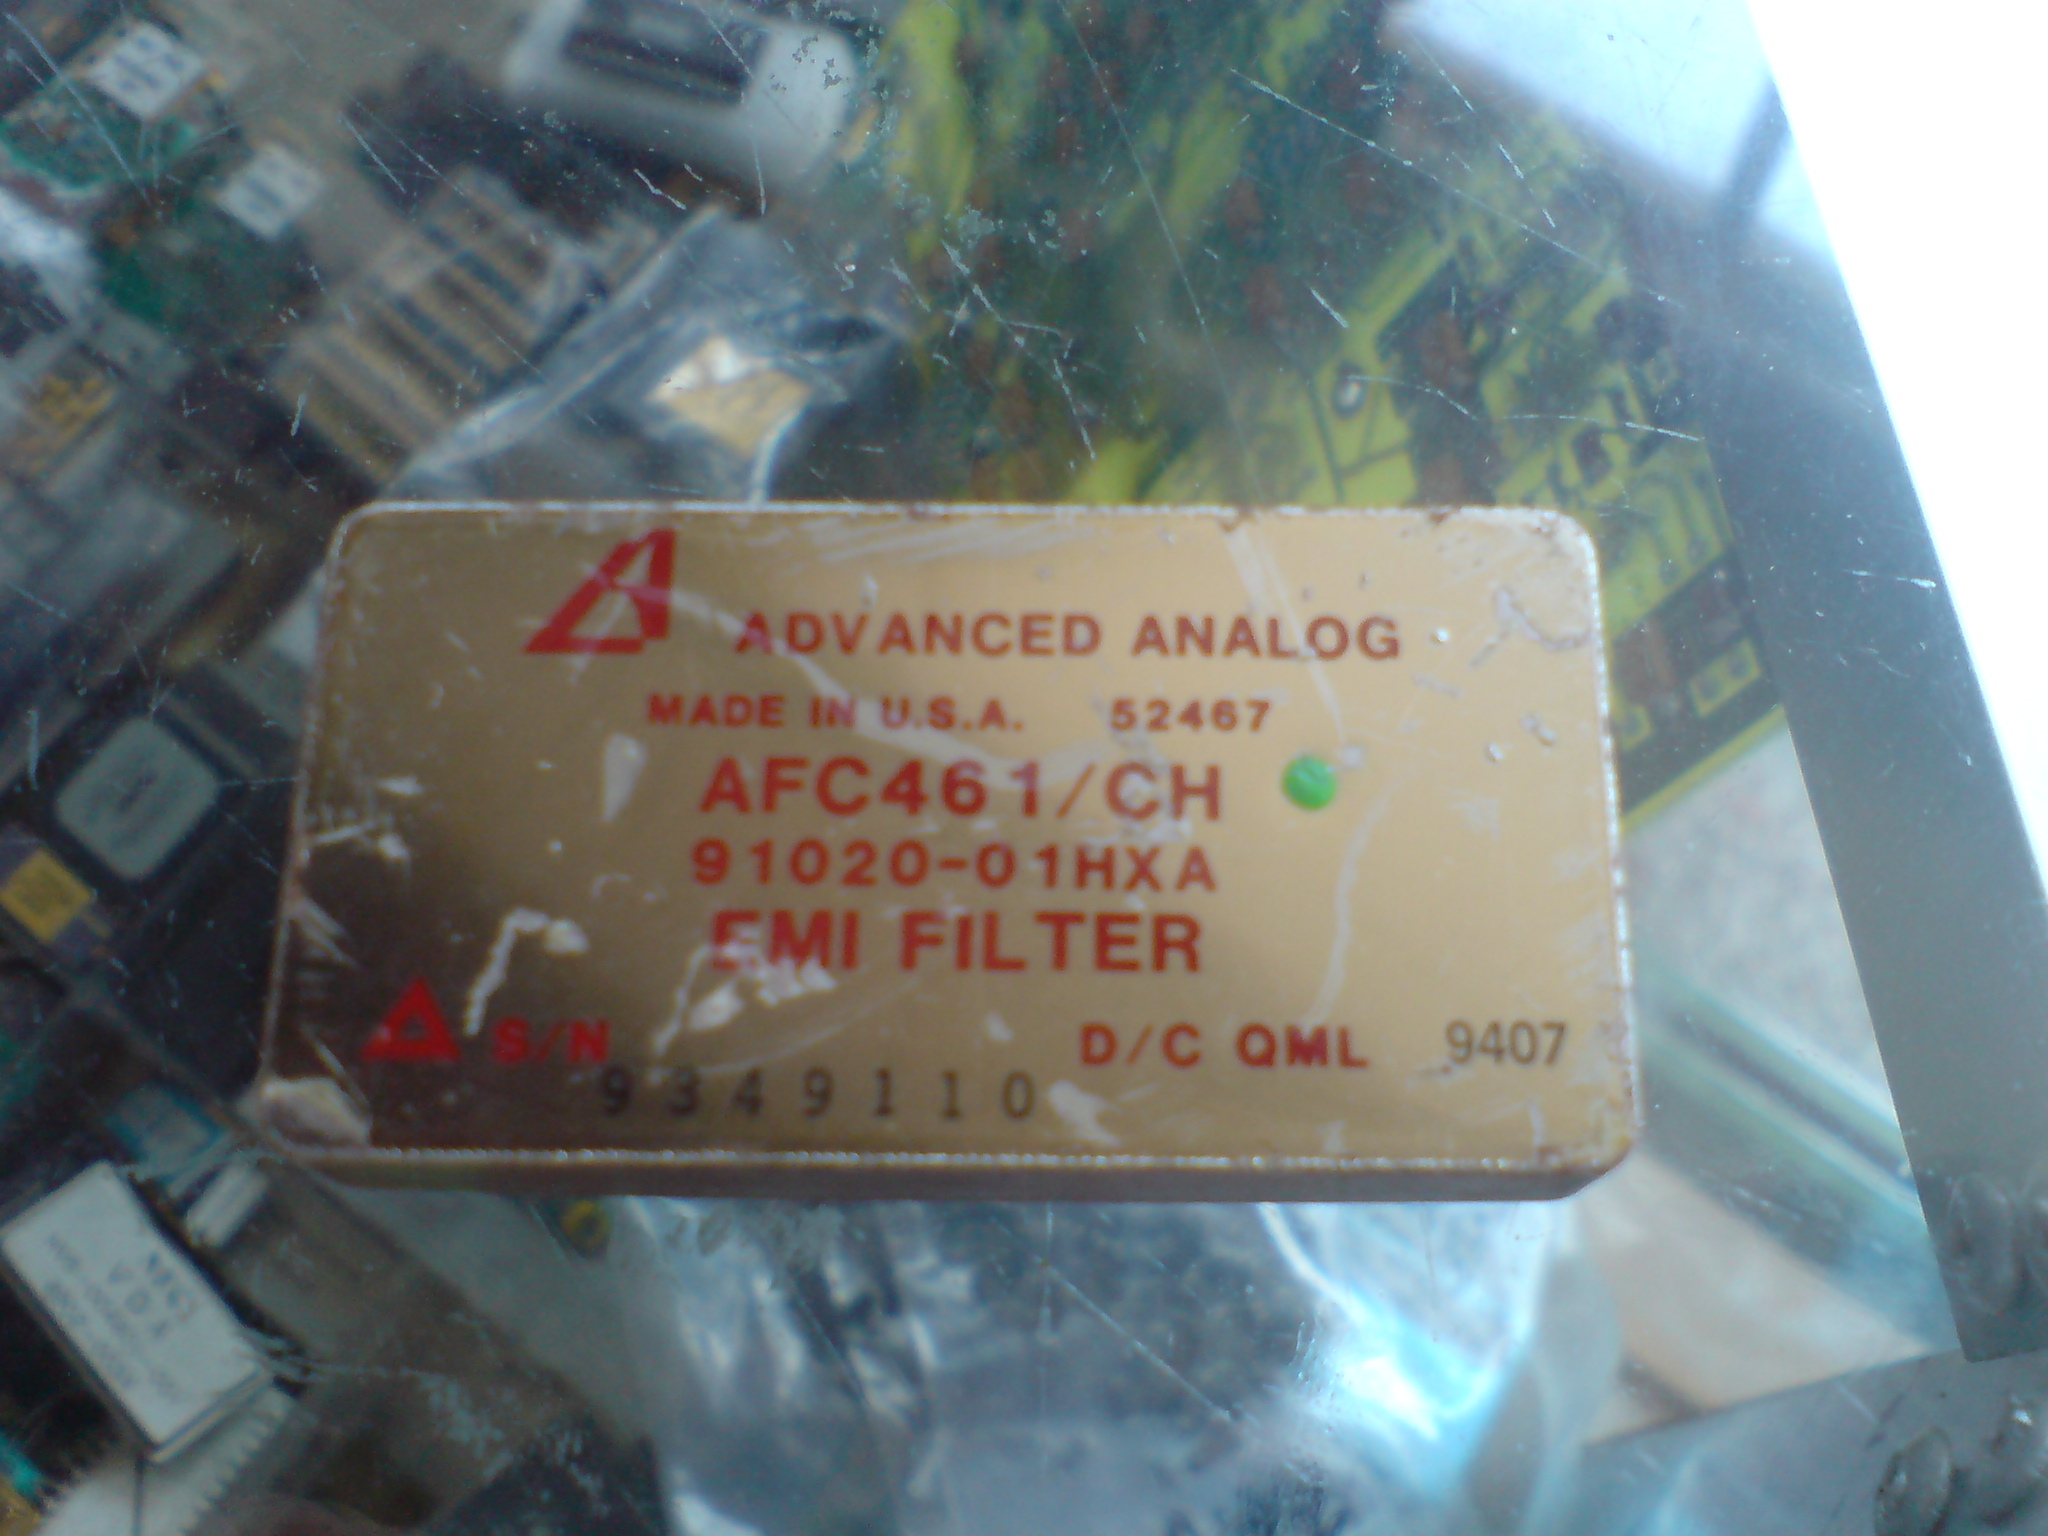 ADVANCED ANALOG
MADE IN U.S.A. 52467
AFC461/CH
91020-01HXA
EMI FILTER
S/N D/C QML 9407
9349110